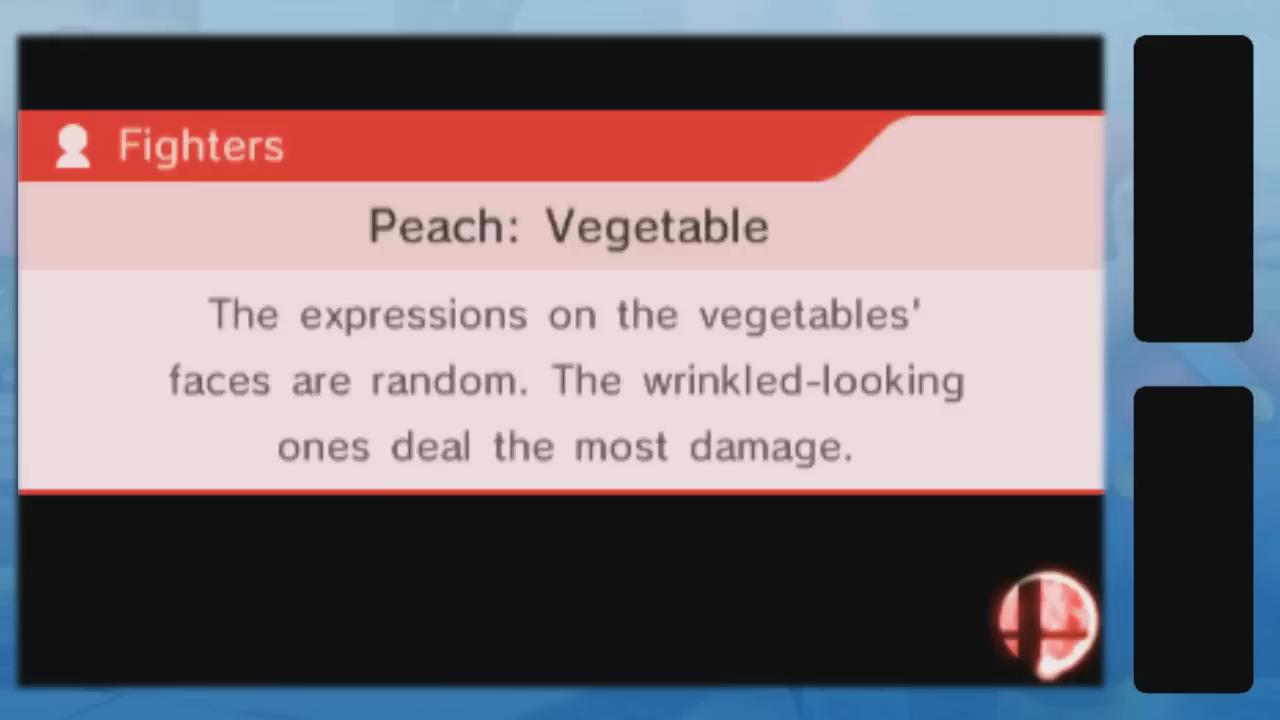 Fighters
Peach: Vegetable
The expressions on the vegetables'
faces are random. The wrinkled-looking
ones deal the most damage.